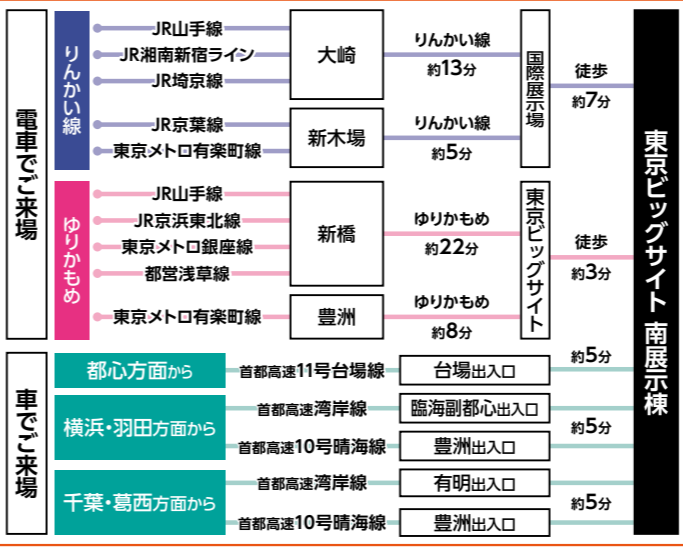 電車でご来場
りんかい線
JR山手線
JR湘南新宿ライン
JR埼京線
大崎
りんかい線
約13分
JR京葉線
東京メトロ有楽町線
新木場
りんかい線
約5分
国際展示場
徒歩
約7分
ゆりかもめ
JR山手線
JR京浜東北線
東京メトロ銀座線
都営浅草線
新橋
ゆりかもめ
約22分
東京メトロ有楽町線
豊洲
ゆりかもめ
約8分
東京ビッグサイト
徒歩
約3分
車でご来場
都心方面から
首都高速11号台場線
台場出入口
約5分
横浜・羽田方面から
首都高速湾岸線
臨海副都心出入口
首都高速10号晴海線
豊洲出入口
約5分
千葉・葛西方面から
首都高速湾岸線
有明出入口
首都高速10号晴海線
豊洲出入口
約5分
東京ビッグサイト 南展示棟